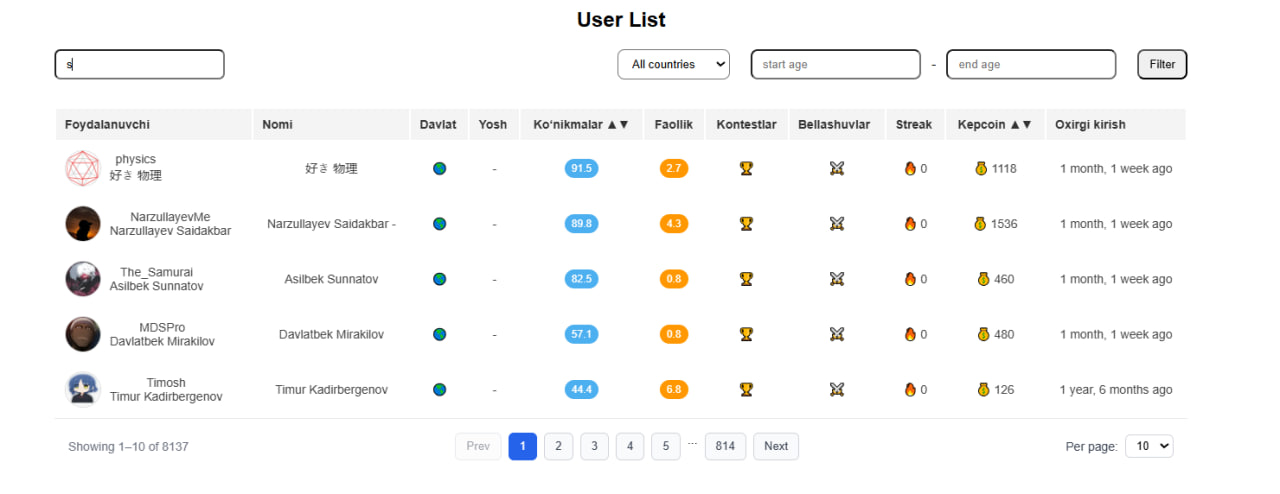 User List
s
All countries
start age
-
end age
Filter
Foydalanuvchi Nomi Davlat Yosh Ko‘nikmalar ▲▼ Faollik Kontestlar Bellashuvlar Streak Kepcoin ▲▼ Oxirgi kirish
physics
好き 物理
好き 物理 - 91.5 2.7 0 1118 1 month, 1 week ago
NarzullayevMe
Narzullayev Saidakbar
Narzullayev Saidakbar - - 89.8 4.3 0 1536 1 month, 1 week ago
The_Samurai
Asilbek Sunnatov
Asilbek Sunnatov - 82.5 0.8 0 460 1 month, 1 week ago
MDSPro
Davlatbek Mirakilov
Davlatbek Mirakilov - 57.1 0.8 0 480 1 month, 1 week ago
Timosh
Timur Kadirbergenov
Timur Kadirbergenov - 44.4 6.8 0 126 1 year, 6 months ago
Showing 1–10 of 8137
Prev 1 2 3 4 5 ... 814 Next
Per page: 10